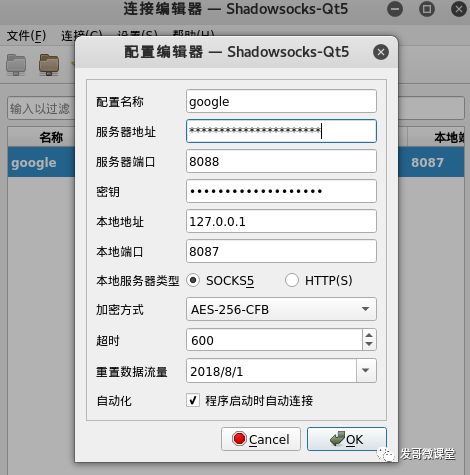 连接编辑器 — Shadowsocks-Qt5
文件(F) 连接(C) 设置(S) 帮助(H)
配置编辑器 — Shadowsocks-Qt5
输入以过滤
名称
本地端
google
8087
配置名称 google
服务器地址 **********************
服务器端口 8088
密钥 •••••••••••••••••••
本地地址 127.0.0.1
本地端口 8087
本地服务器类型 SOCKS5 HTTP(S)
加密方式 AES-256-CFB
超时 600
重置数据流量 2018/8/1
自动化 程序启动时自动连接
Cancel OK
发哥微课堂